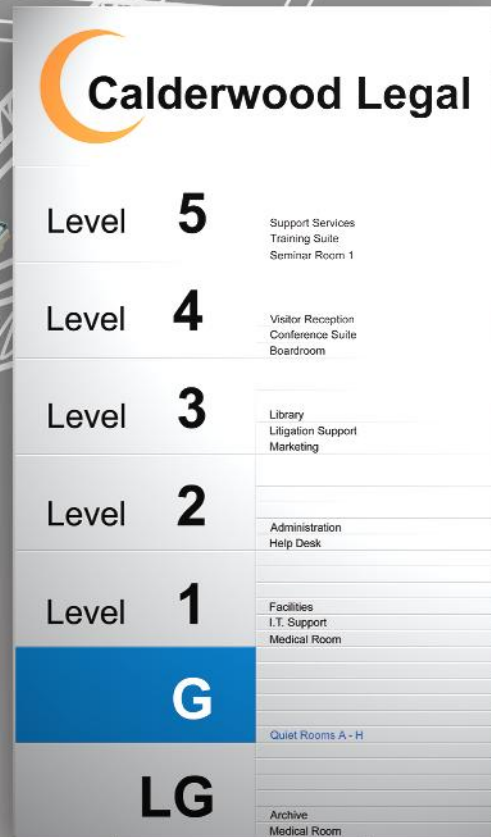 Calderwood Legal
Level 5
Support Services
Training Suite
Seminar Room 1
Level 4
Visitor Reception
Conference Suite
Boardroom
Level 3
Library
Litigation Support
Marketing
Level 2
Administration
Help Desk
Level 1
Facilities
I.T. Support
Medical Room
G
Quiet Rooms A - H
LG
Archive
Medical Room